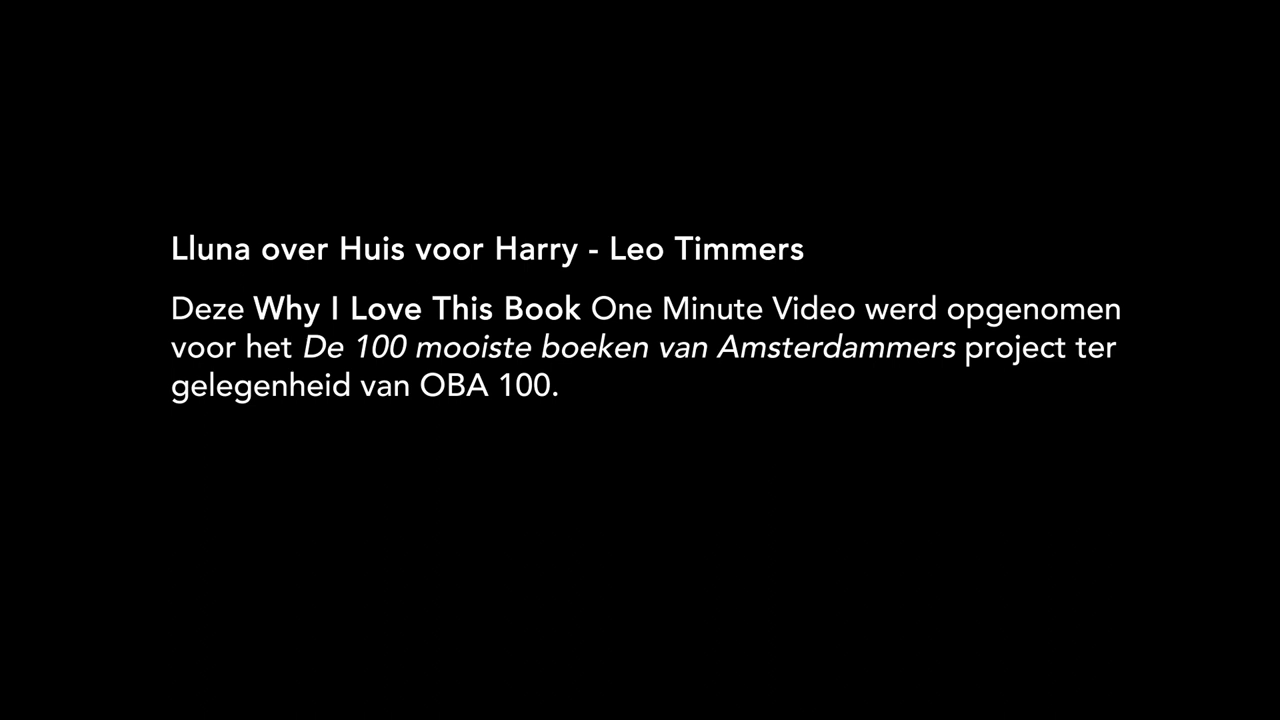 Lluna over Huis voor Harry - Leo Timmers
Deze Why I Love This Book One Minute Video werd opgenomen
voor het De 100 mooiste boeken van Amsterdammers project ter
gelegenheid van OBA 100.